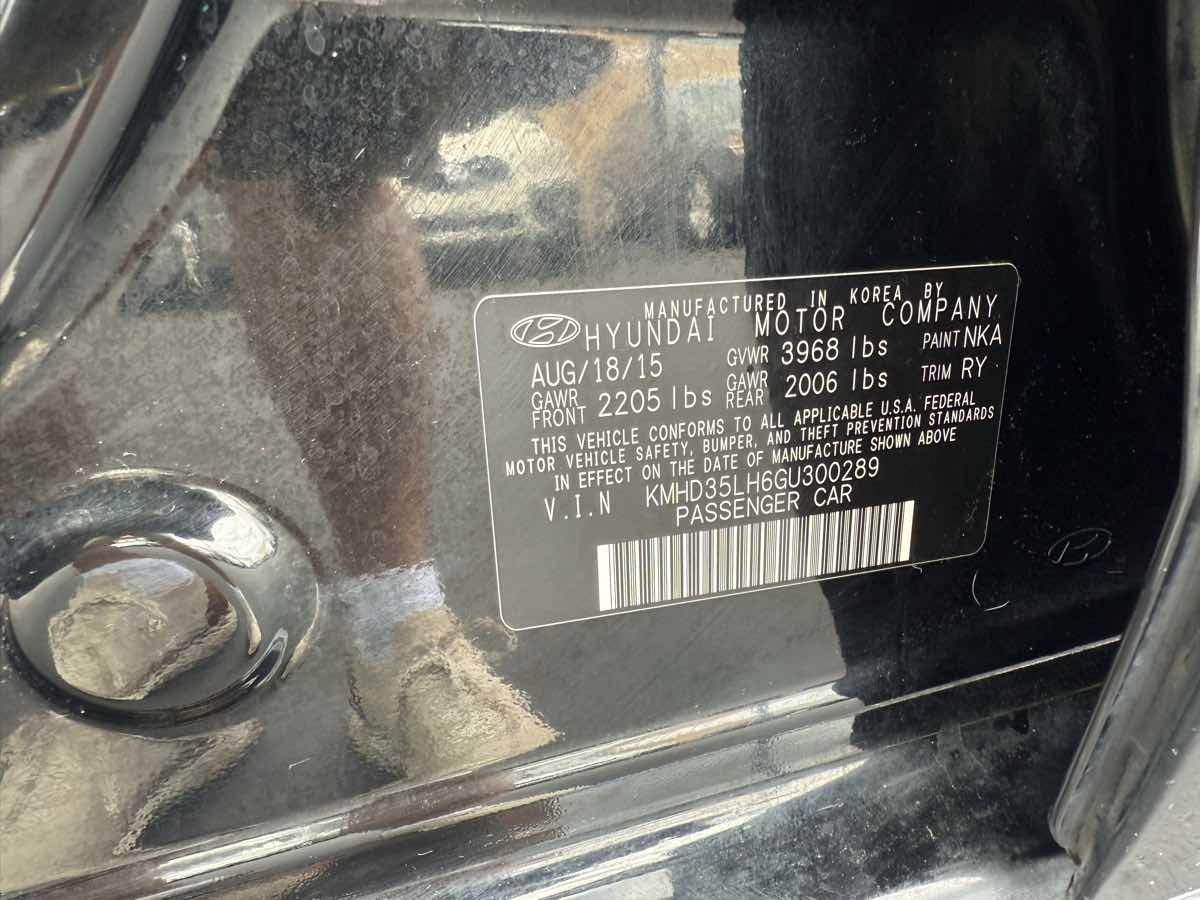 MANUFACTURED IN KOREA BY
HYUNDAI MOTOR COMPANY
AUG/18/15 GVWR 3968 lbs PAINT NKA
GAWR FRONT 2205 lbs GAWR REAR 2006 lbs TRIM RY
THIS VEHICLE CONFORMS TO ALL APPLICABLE U.S.A. FEDERAL
MOTOR VEHICLE SAFETY, BUMPER, AND THEFT PREVENTION STANDARDS
IN EFFECT ON THE DATE OF MANUFACTURE SHOWN ABOVE
V.I.N KMHD35LH6GU300289
PASSENGER CAR